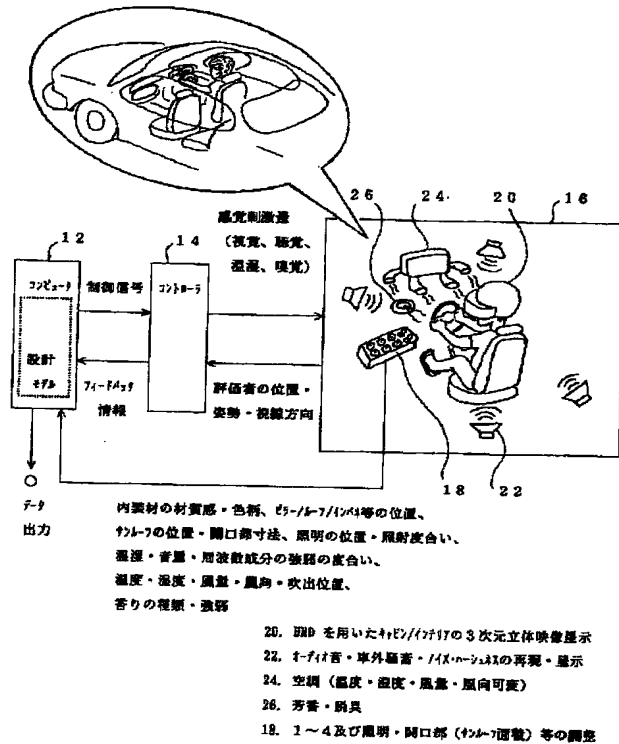 26
24
20
16
感覚刺激量
（視覚、聴覚、
温湿、嗅覚）
12
14
コンピュータ
制御信号
コントローラ
設計
モデル
フィードバック
情報
評価者の位置・
姿勢・視線方向
18
22
データ
出力
内装材の材質感・色柄、ピラー/ルーフ/インパネ等の位置、
サンルーフの位置・開口部寸法、照明の位置・照射度合い、
温湿・音量・周波数成分の強弱の度合い、
温度・湿度・風量・風向・吹出位置、
香りの種類・強弱
20. HMD を用いたキャビン/インテリアの３次元立体映像呈示
22. オーディオ音・車外騒音・ノイズ・ハーシュネスの再現・呈示
24. 空調（温度・湿度・風量・風向可変）
26. 芳香・脱臭
18. １～４及び照明・開口部（サンルーフ面積）等の調整